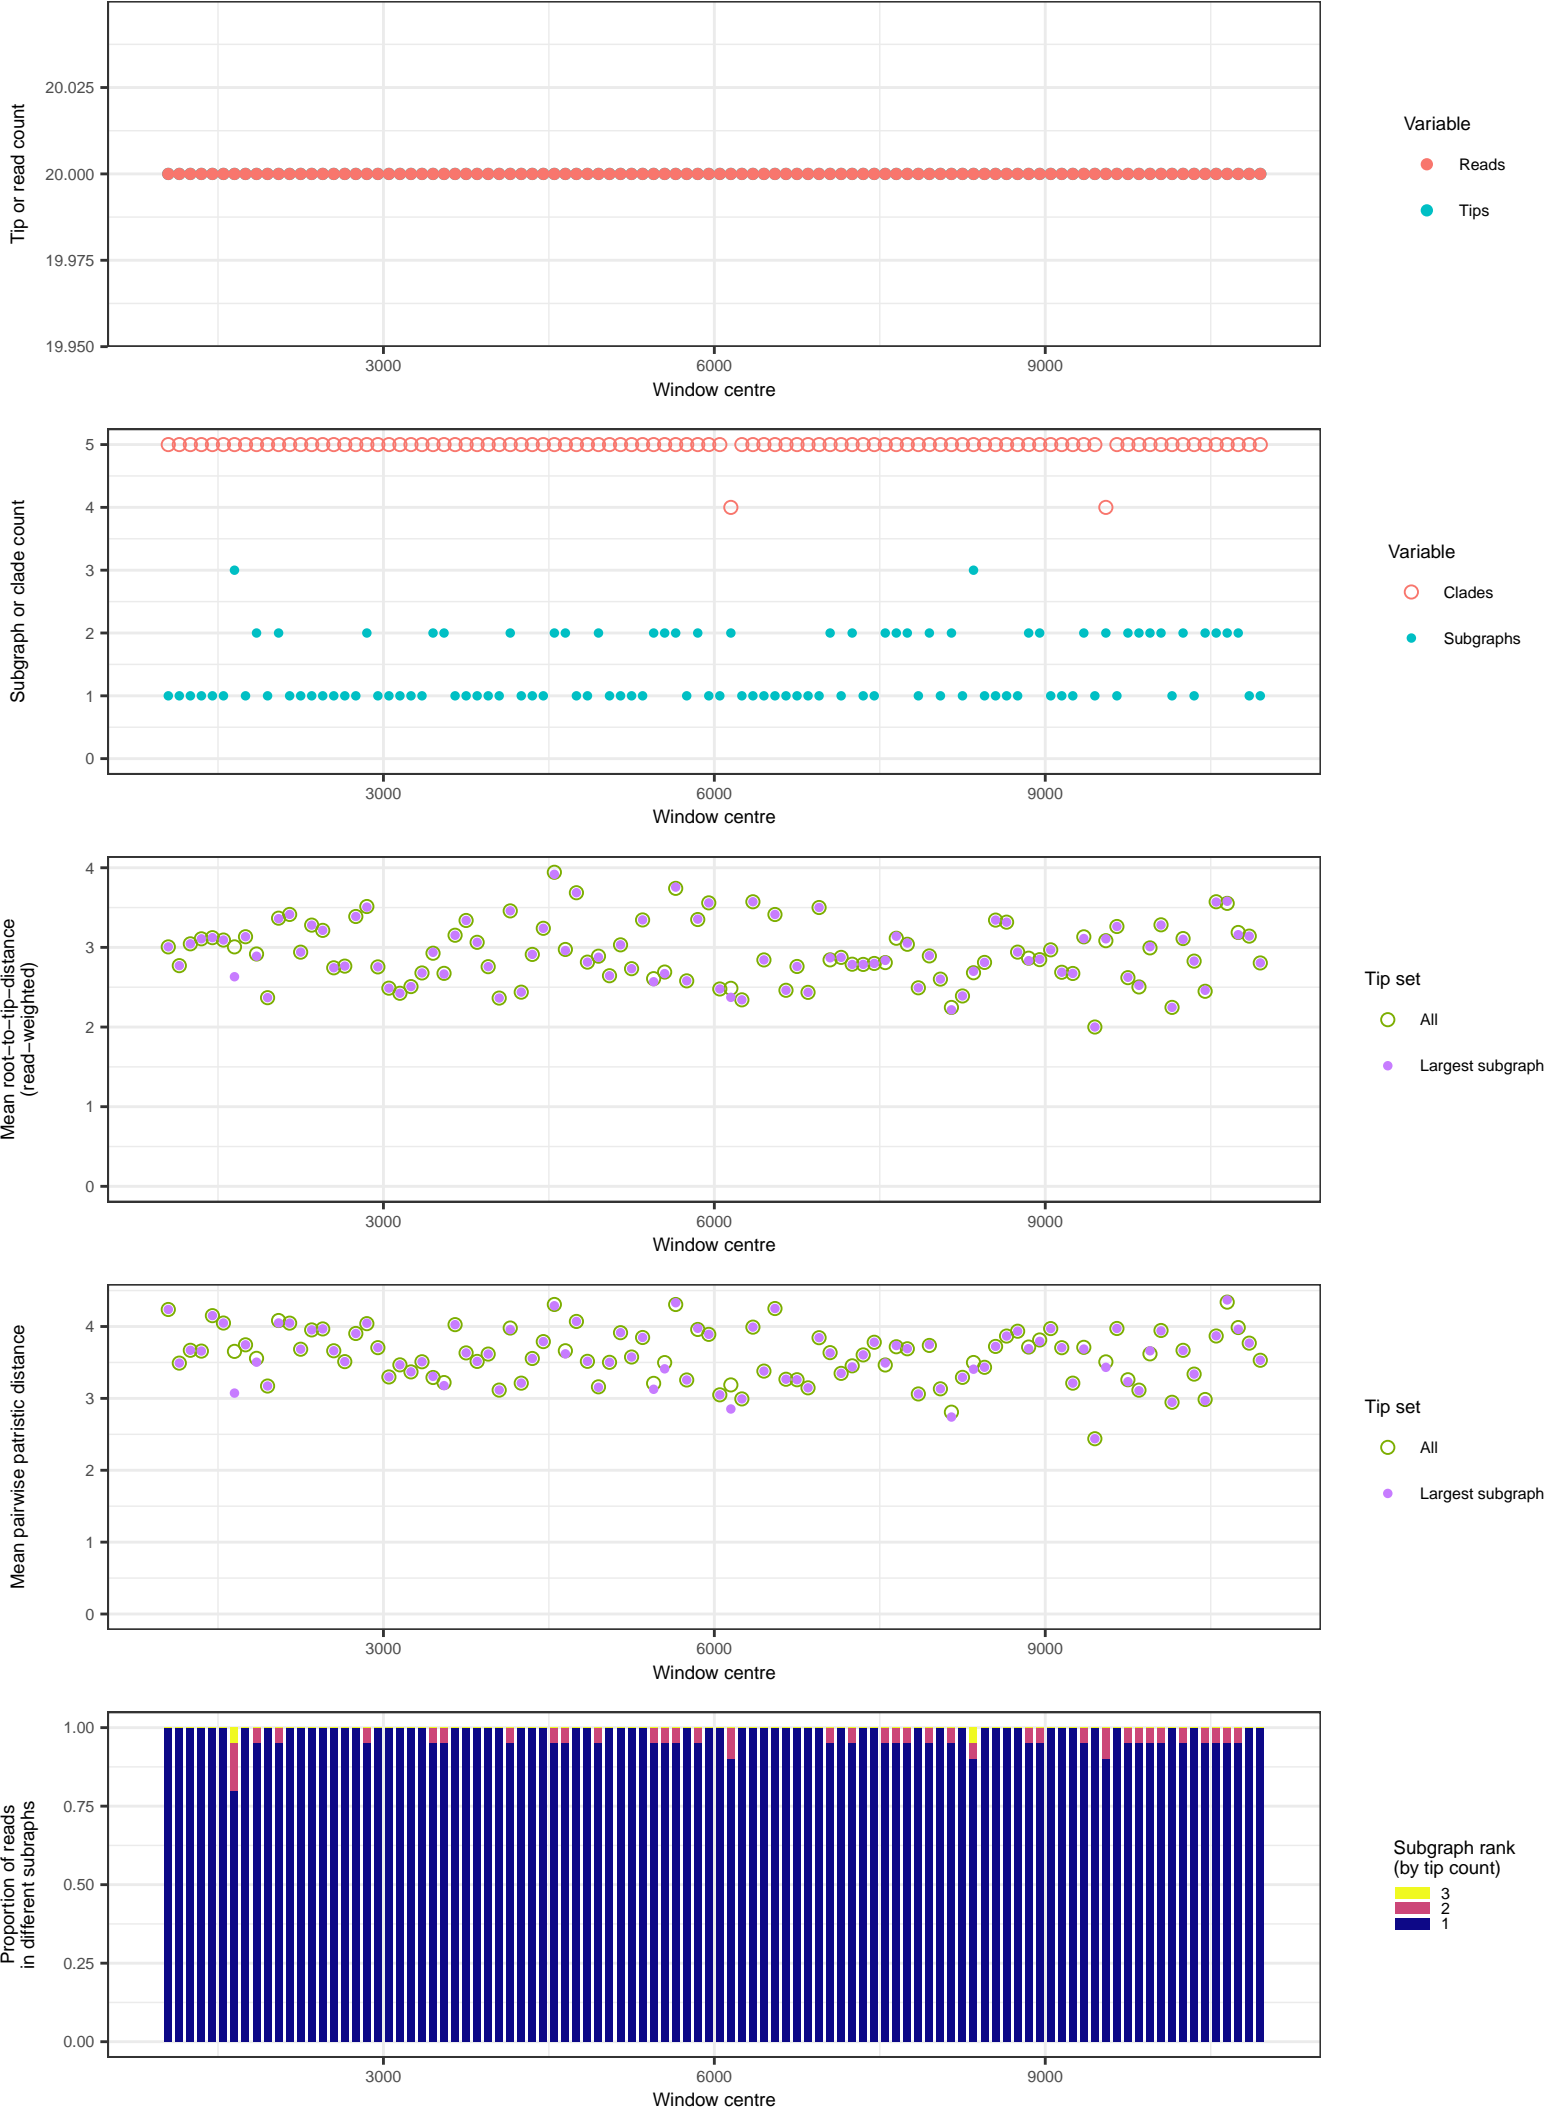 Tip or read count
20.025
20.000
19.975
19.950
3000 6000 9000
Window centre
Variable
Reads
Tips
Subgraph or clade count
5
4
3
2
1
0
3000 6000 9000
Window centre
Variable
Clades
Subgraphs
Mean root−to−tip−distance
(read−weighted)
4
3
2
1
0
3000 6000 9000
Window centre
Tip set
All
Largest subgraph
Mean pairwise patristic distance
4
3
2
1
0
3000 6000 9000
Window centre
Tip set
All
Largest subgraph
Proportion of reads
in different subraphs
1.00
0.75
0.50
0.25
0.00
3000 6000 9000
Window centre
Subgraph rank
(by tip count)
3
2
1